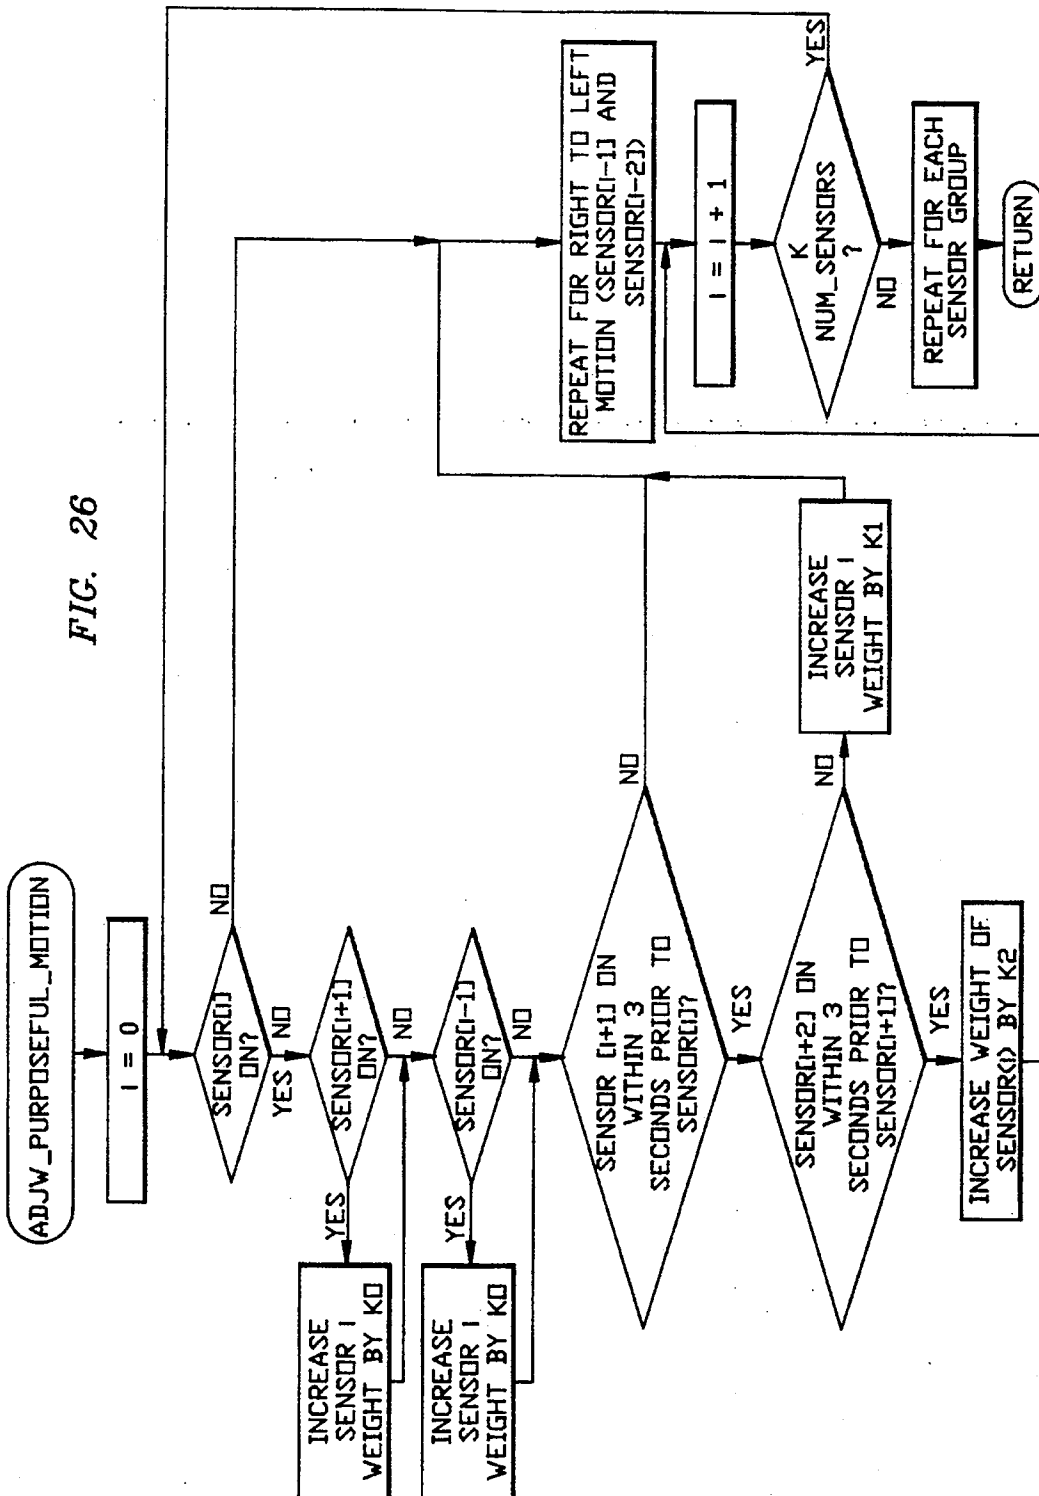 FIG. 26
ADJW_PURPOSEFUL_MOTION
I = 0
SENSOR[I]
ON?
NO
YES
SENSOR[I+1]
ON?
NO
YES
INCREASE
SENSOR I
WEIGHT BY K0
SENSOR[I-1]
ON?
NO
YES
INCREASE
SENSOR I
WEIGHT BY K0
SENSOR [I+1] ON
WITHIN 3
SECONDS PRIOR TO
SENSOR[I]?
NO
YES
SENSOR[I+2] ON
WITHIN 3
SECONDS PRIOR TO
SENSOR[I+1]?
NO
INCREASE
SENSOR I
WEIGHT BY K1
YES
INCREASE WEIGHT OF
SENSOR(I) BY K2
REPEAT FOR RIGHT TO LEFT
MOTION (SENSOR[I-1] AND
SENSOR[I-2])
I = I + 1
K
NUM_SENSORS
?
YES
NO
REPEAT FOR EACH
SENSOR GROUP
RETURN